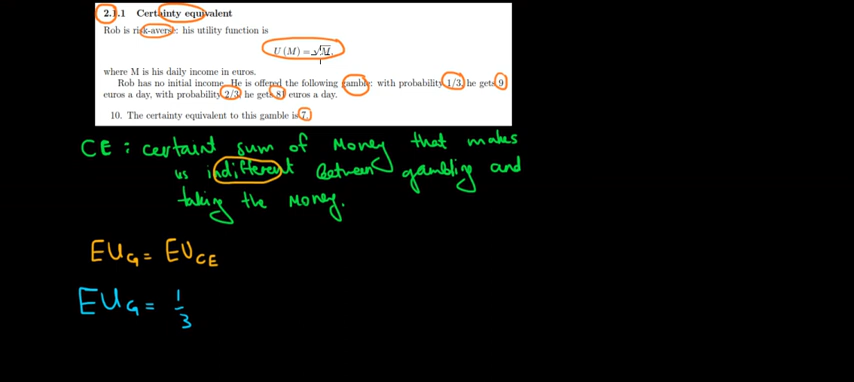 2.1.1 Certainty equivalent
Rob is risk-averse: his utility function is
U (M) = √M,
where M is his daily income in euros.
Rob has no initial income. He is offered the following gamble: with probability 1/3, he gets 9
euros a day, with probability 2/3, he gets 81 euros a day.
10. The certainty equivalent to this gamble is 7.
CE : certaint sum of Money that makes
us indifferent between gambling and
taking the Money.
EU_G = EU_CE
EU_G = 1/3